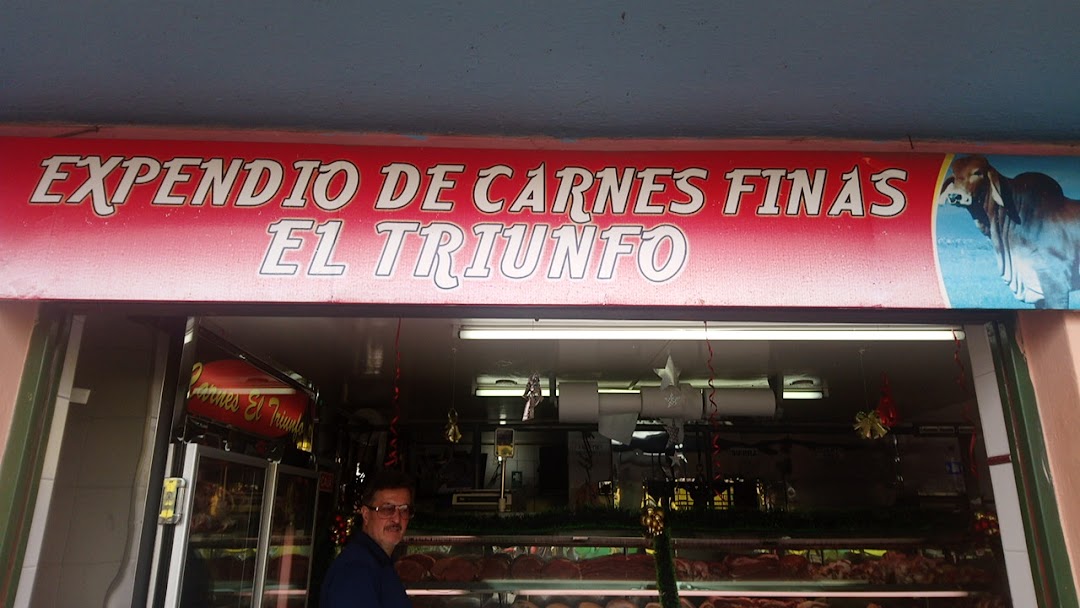 EXPENDIO DE CARNES FINAS
EL TRIUNFO
Carnes El Triunfo